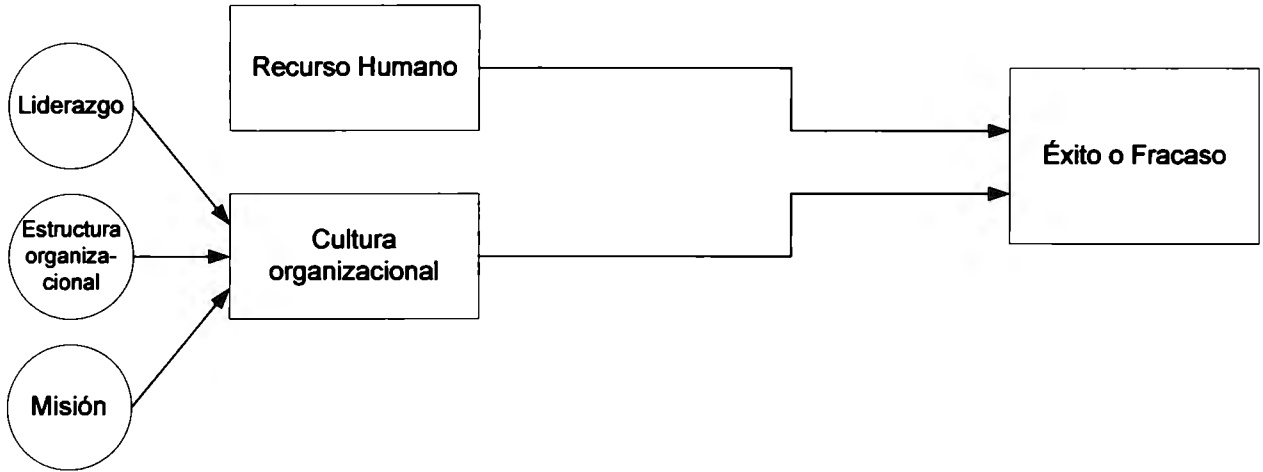 Recurso Humano
Liderazgo
Éxito o Fracaso
Estructura
organiza-
cional
Cultura
organizacional
Misión